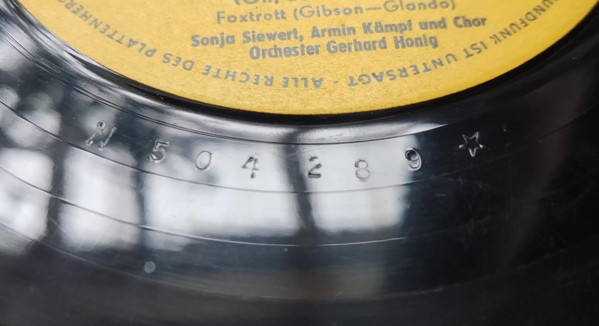 Foxtrott (Gibson—Glando)
Sonja Siewert, Armin Kämpf und Chor
Orchester Gerhard Honig
RUNDFUNK IST UNTERSAGT - ALLE RECHTE DES
N 504289 ☆